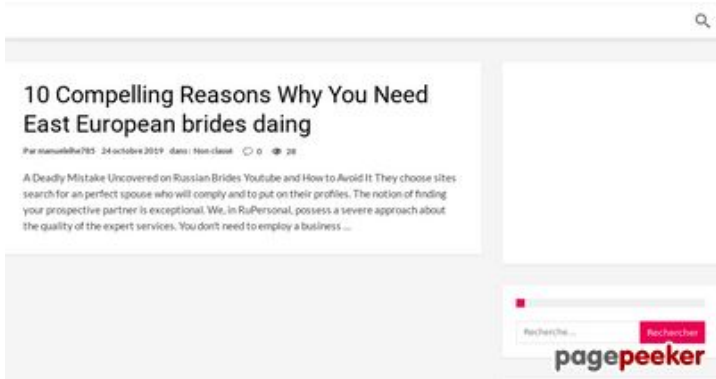 10 Compelling Reasons Why You Need
East European brides daing
Par manuelelhe785 24 octobre 2019 dans : Non classé 0 28
A Deadly Mistake Uncovered on Russian Brides Youtube and How to Avoid It They choose sites
search for an perfect spouse who will comply and to put on their profiles. The notion of finding
your prospective partner is exceptional. We, in RuPersonal, possess a severe approach about
the quality of the expert services. You don't need to employ a business ...
Recherche... Rechercher
pagepeeker